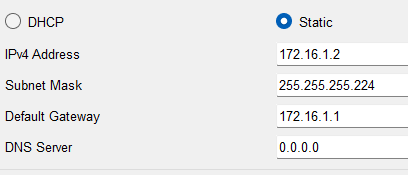 DHCP Static
IPv4 Address 172.16.1.2
Subnet Mask 255.255.255.224
Default Gateway 172.16.1.1
DNS Server 0.0.0.0